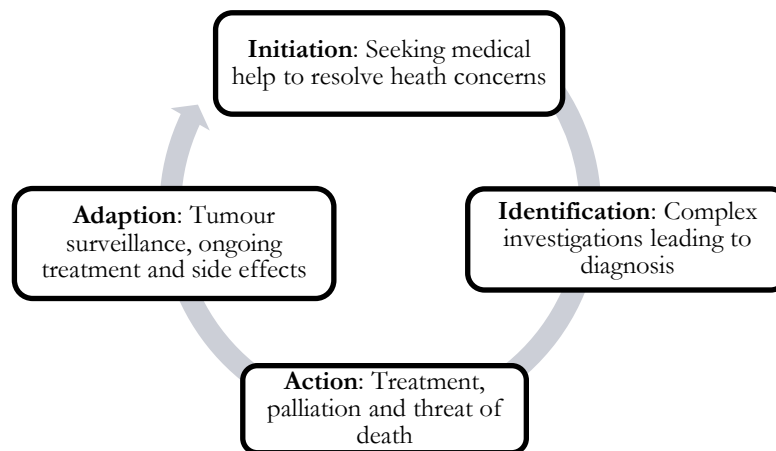 Initiation: Seeking medical
help to resolve heath concerns
Identification: Complex
investigations leading to
diagnosis
Action: Treatment,
palliation and threat of
death
Adaption: Tumour
surveillance, ongoing
treatment and side effects